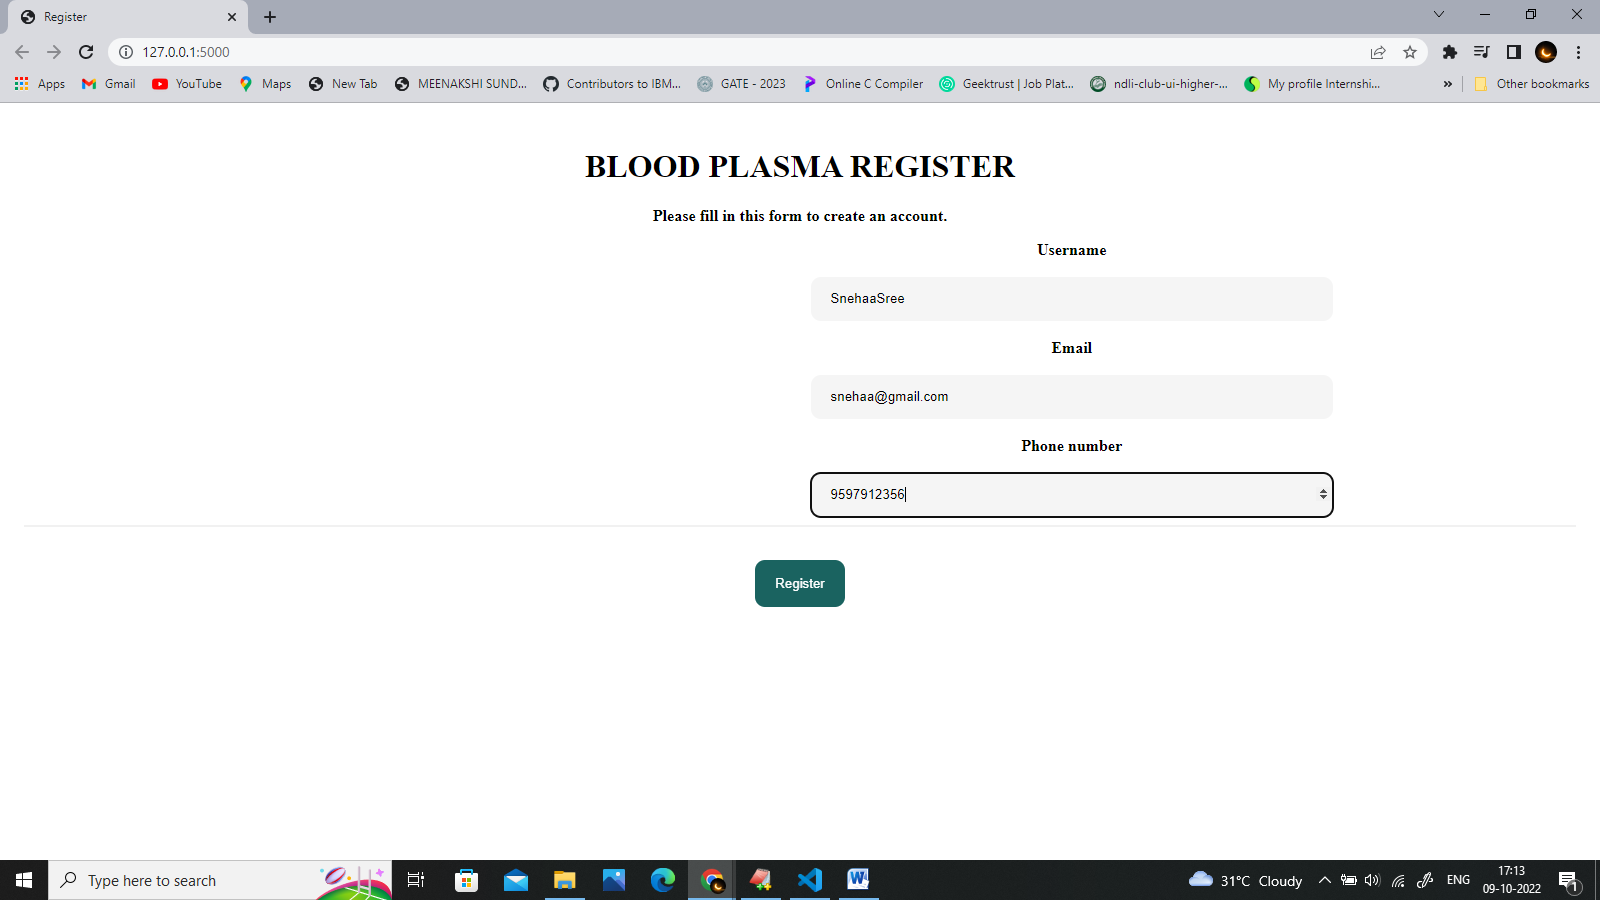 Register
127.0.0.1:5000
Apps Gmail YouTube Maps New Tab MEENAKSHI SUND... Contributors to IBM... GATE - 2023 Online C Compiler Geektrust | Job Plat... ndli-club-ui-higher-... My profile Internshi... » Other bookmarks
BLOOD PLASMA REGISTER
Please fill in this form to create an account.
Username
SnehaaSree
Email
snehaa@gmail.com
Phone number
9597912356
Register
Type here to search
31°C Cloudy
ENG
17:13
09-10-2022
1